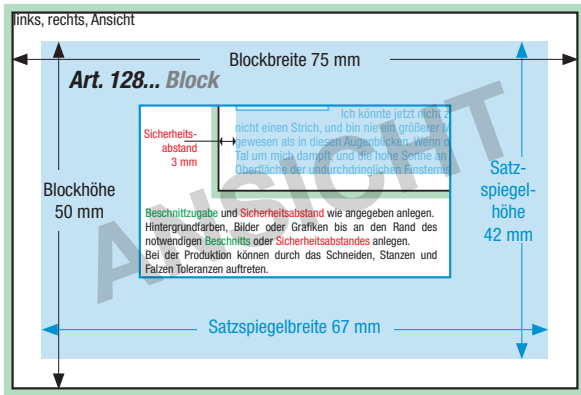 links, rechts, Ansicht
Blockbreite 75 mm
Art. 128... Block
Ich könnte jetzt nicht
nicht einen Strich, und bin nie ein größerer
gewesen als in diesen Augenblicken. Wenn
Tal um mich dampft, und die hohe Sonne an
Oberfläche der undurchdringlichen
Sicherheits-
abstand
3 mm
Blockhöhe
50 mm
Satz-
spiegel-
höhe
42 mm
Beschnittzugabe und Sicherheitsabstand wie angegeben anlegen.
Hintergrundfarben, Bilder oder Grafiken bis an den Rand des
notwendigen Beschnitts oder Sicherheitsabstandes anlegen.
Bei der Produktion können durch das Schneiden, Stanzen und
Falzen Toleranzen auftreten.
ANSICHT
Satzspiegelbreite 67 mm